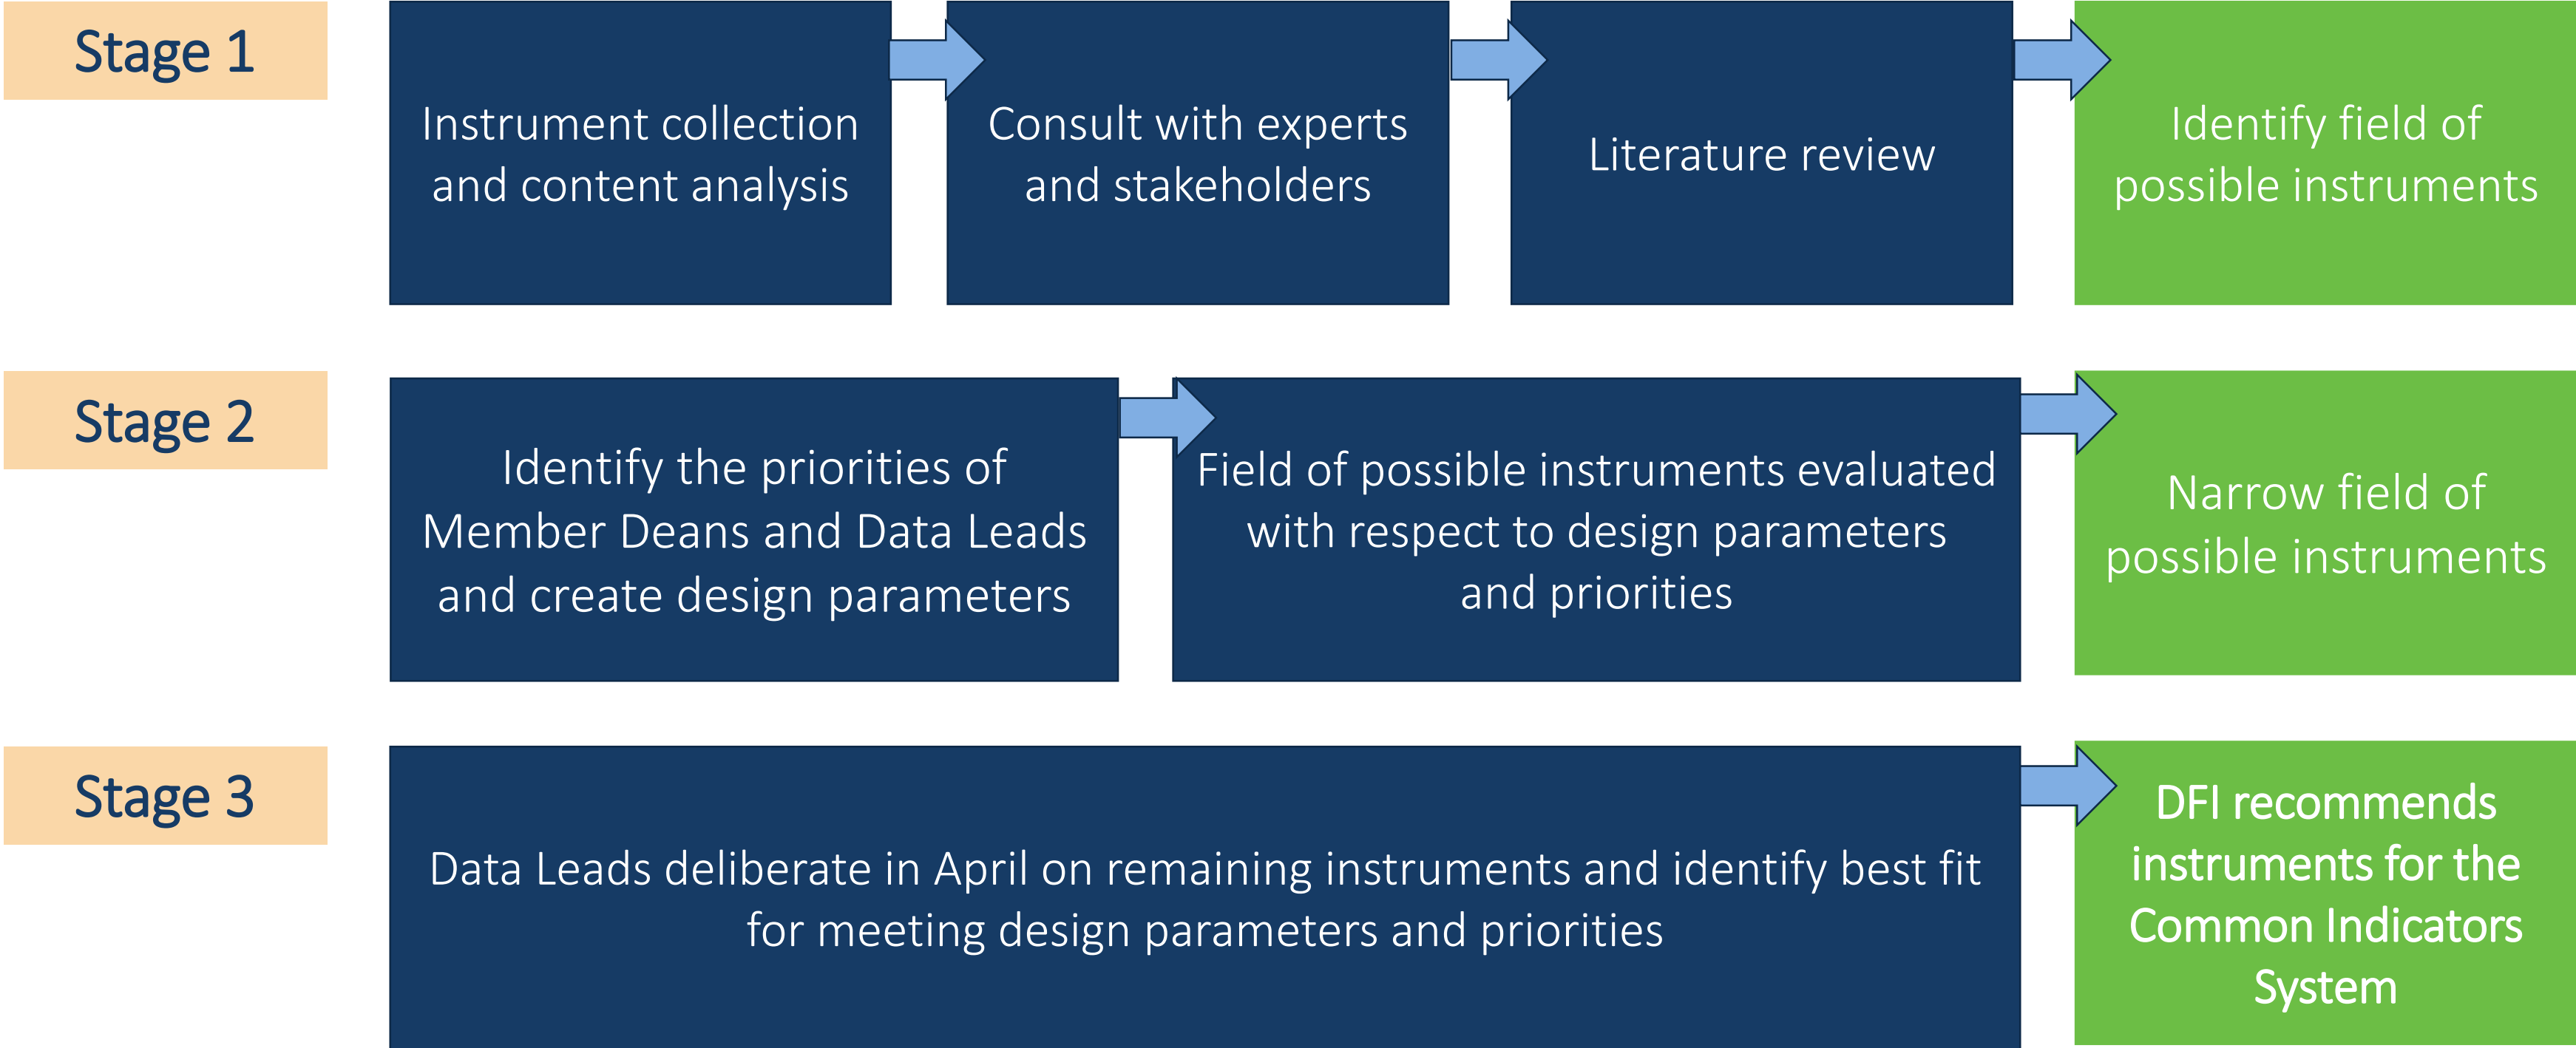 Stage 1
Instrument collection
and content analysis
Consult with experts
and stakeholders
Literature review
Identify field of
possible instruments
Stage 2
Identify the priorities of
Member Deans and Data Leads
and create design parameters
Field of possible instruments evaluated
with respect to design parameters
and priorities
Narrow field of
possible instruments
Stage 3
Data Leads deliberate in April on remaining instruments and identify best fit
for meeting design parameters and priorities
DFI recommends
instruments for the
Common Indicators
System